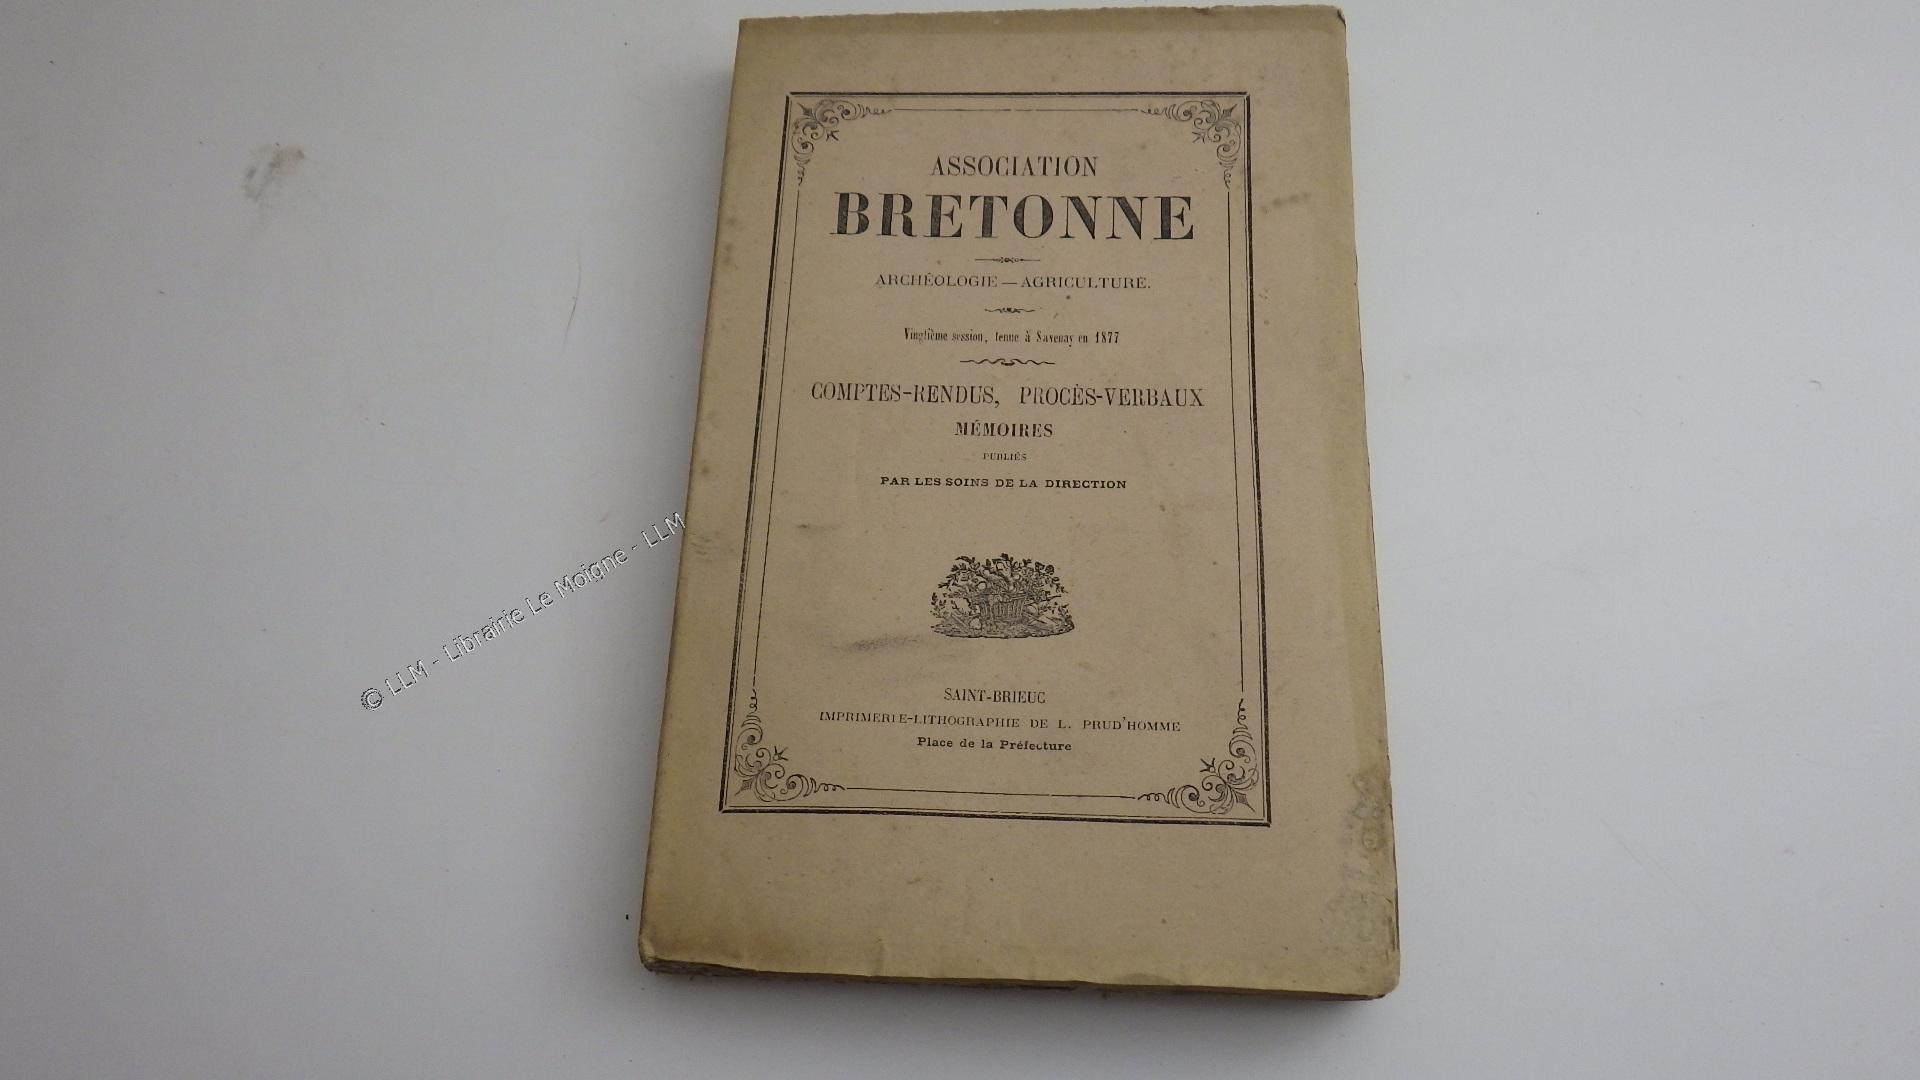 ASSOCIATION
BRETONNE
ARCHÉOLOGIE — AGRICULTURE.
Vingtième session, tenue à Savenay en 1877
COMPTES-RENDUS, PROCÈS-VERBAUX
MÉMOIRES
PUBLIÉS
PAR LES SOINS DE LA DIRECTION
SAINT-BRIEUC
IMPRIMERIE-LITHOGRAPHIE DE L. PRUD'HOMME
Place de la Préfecture
© LLM - Librairie Le Moigne - LLM